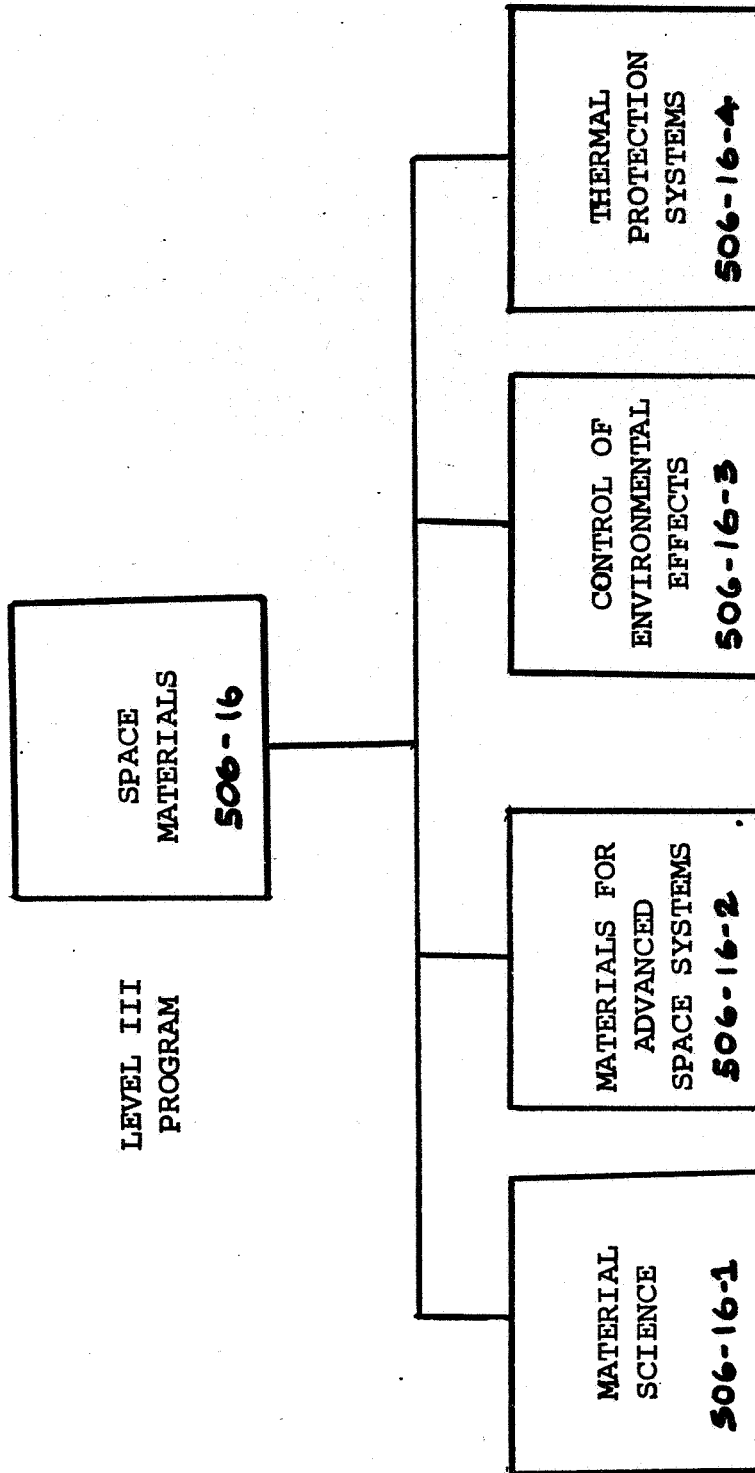 LEVEL III
PROGRAM
SPACE
MATERIALS
506-16
MATERIAL
SCIENCE
506-16-1
MATERIALS FOR
ADVANCED
SPACE SYSTEMS
506-16-2
CONTROL OF
ENVIRONMENTAL
EFFECTS
506-16-3
THERMAL
PROTECTION
SYSTEMS
506-16-4